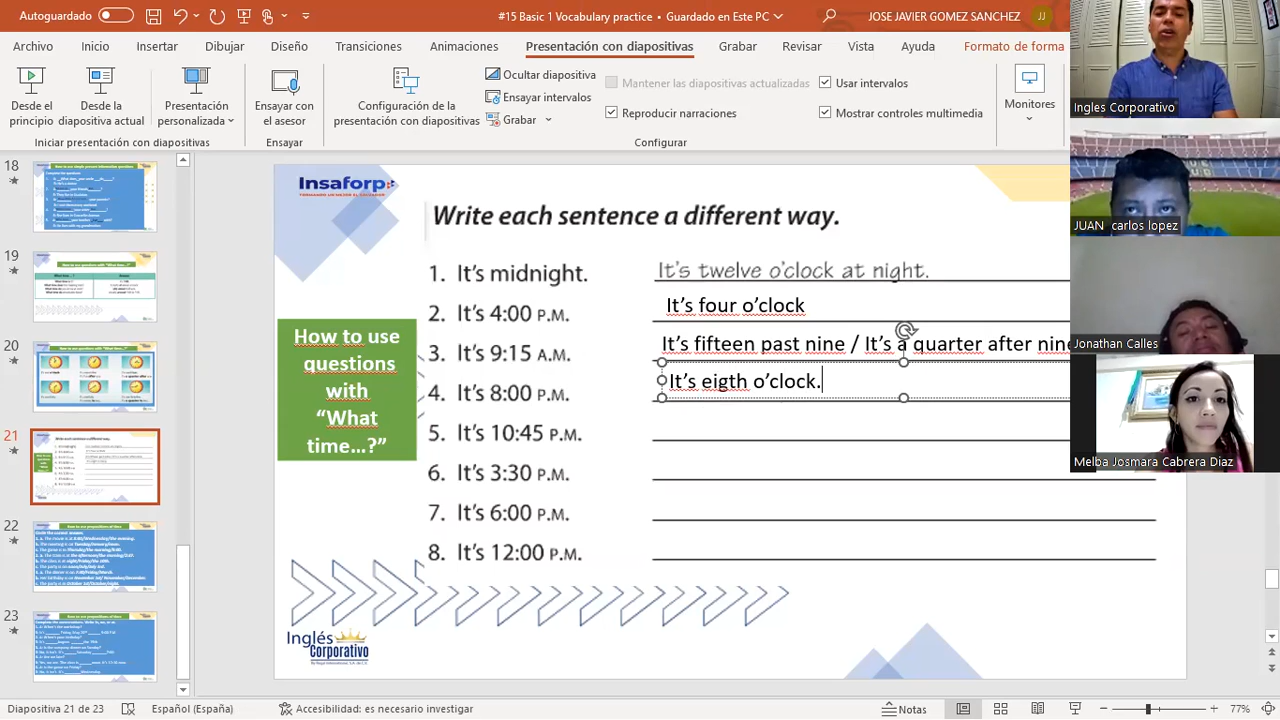 Autoguardado
#15 Basic 1 Vocabulary practice • Guardado en Este PC
JOSE JAVIER GOMEZ SANCHEZ
JJ
Archivo Inicio Insertar Dibujar Diseño Transiciones Animaciones Presentación con diapositivas Grabar Revisar Vista Ayuda Formato de forma
Desde el principio
Desde la diapositiva actual
Presentación personalizada
Ensayar con el asesor
Configuración de la presentación con diapositivas
Ocultar diapositiva
Ensayar intervalos
Grabar
Mantener las diapositivas actualizadas
Reproducir narraciones
Usar intervalos
Mostrar controles multimedia
Monitores
Iniciar presentación con diapositivas
Ensayar
Configurar
Ingles Corporativo
JUAN carlos lopez
Jonathan Calles
Melba Josmara Cabrera Diaz
18
19
20
21
22
23
Insaforp
Write each sentence a different way.
How to use
questions
with
“What
time...?”
1. It's midnight. It's twelve o'clock at night.
2. It's 4:00 P.M. It’s four o’clock
3. It's 9:15 A.M. It’s fifteen past nine / It’s a quarter after nine
4. It's 8:00 P.M. It’s eigth o’clock.
5. It's 10:45 P.M.
6. It's 3:30 P.M.
7. It's 6:00 P.M.
8. It's 12:00 P.M.
Inglés
Corporativo
Diapositiva 21 de 23
Español (España)
Accesibilidad: es necesario investigar
Notas
77%